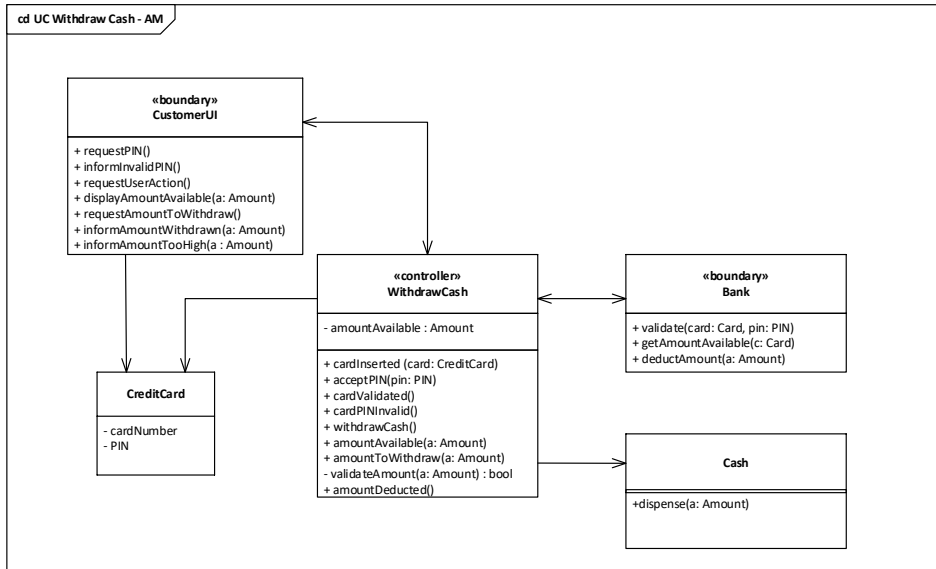 cd UC Withdraw Cash - AM
«boundary»
CustomerUI
+ requestPIN()
+ informInvalidPIN()
+ requestUserAction()
+ displayAmountAvailable(a: Amount)
+ requestAmountToWithdraw()
+ informAmountWithdrawn(a: Amount)
+ informAmountTooHigh(a : Amount)
«controller»
WithdrawCash
- amountAvailable : Amount
+ cardInserted (card: CreditCard)
+ acceptPIN(pin: PIN)
+ cardValidated()
+ cardPINInvalid()
+ withdrawCash()
+ amountAvailable(a: Amount)
+ amountToWithdraw(a: Amount)
- validateAmount(a: Amount) : bool
+ amountDeducted()
«boundary»
Bank
+ validate(card: Card, pin: PIN)
+ getAmountAvailable(c: Card)
+ deductAmount(a: Amount)
CreditCard
- cardNumber
- PIN
Cash
+dispense(a: Amount)